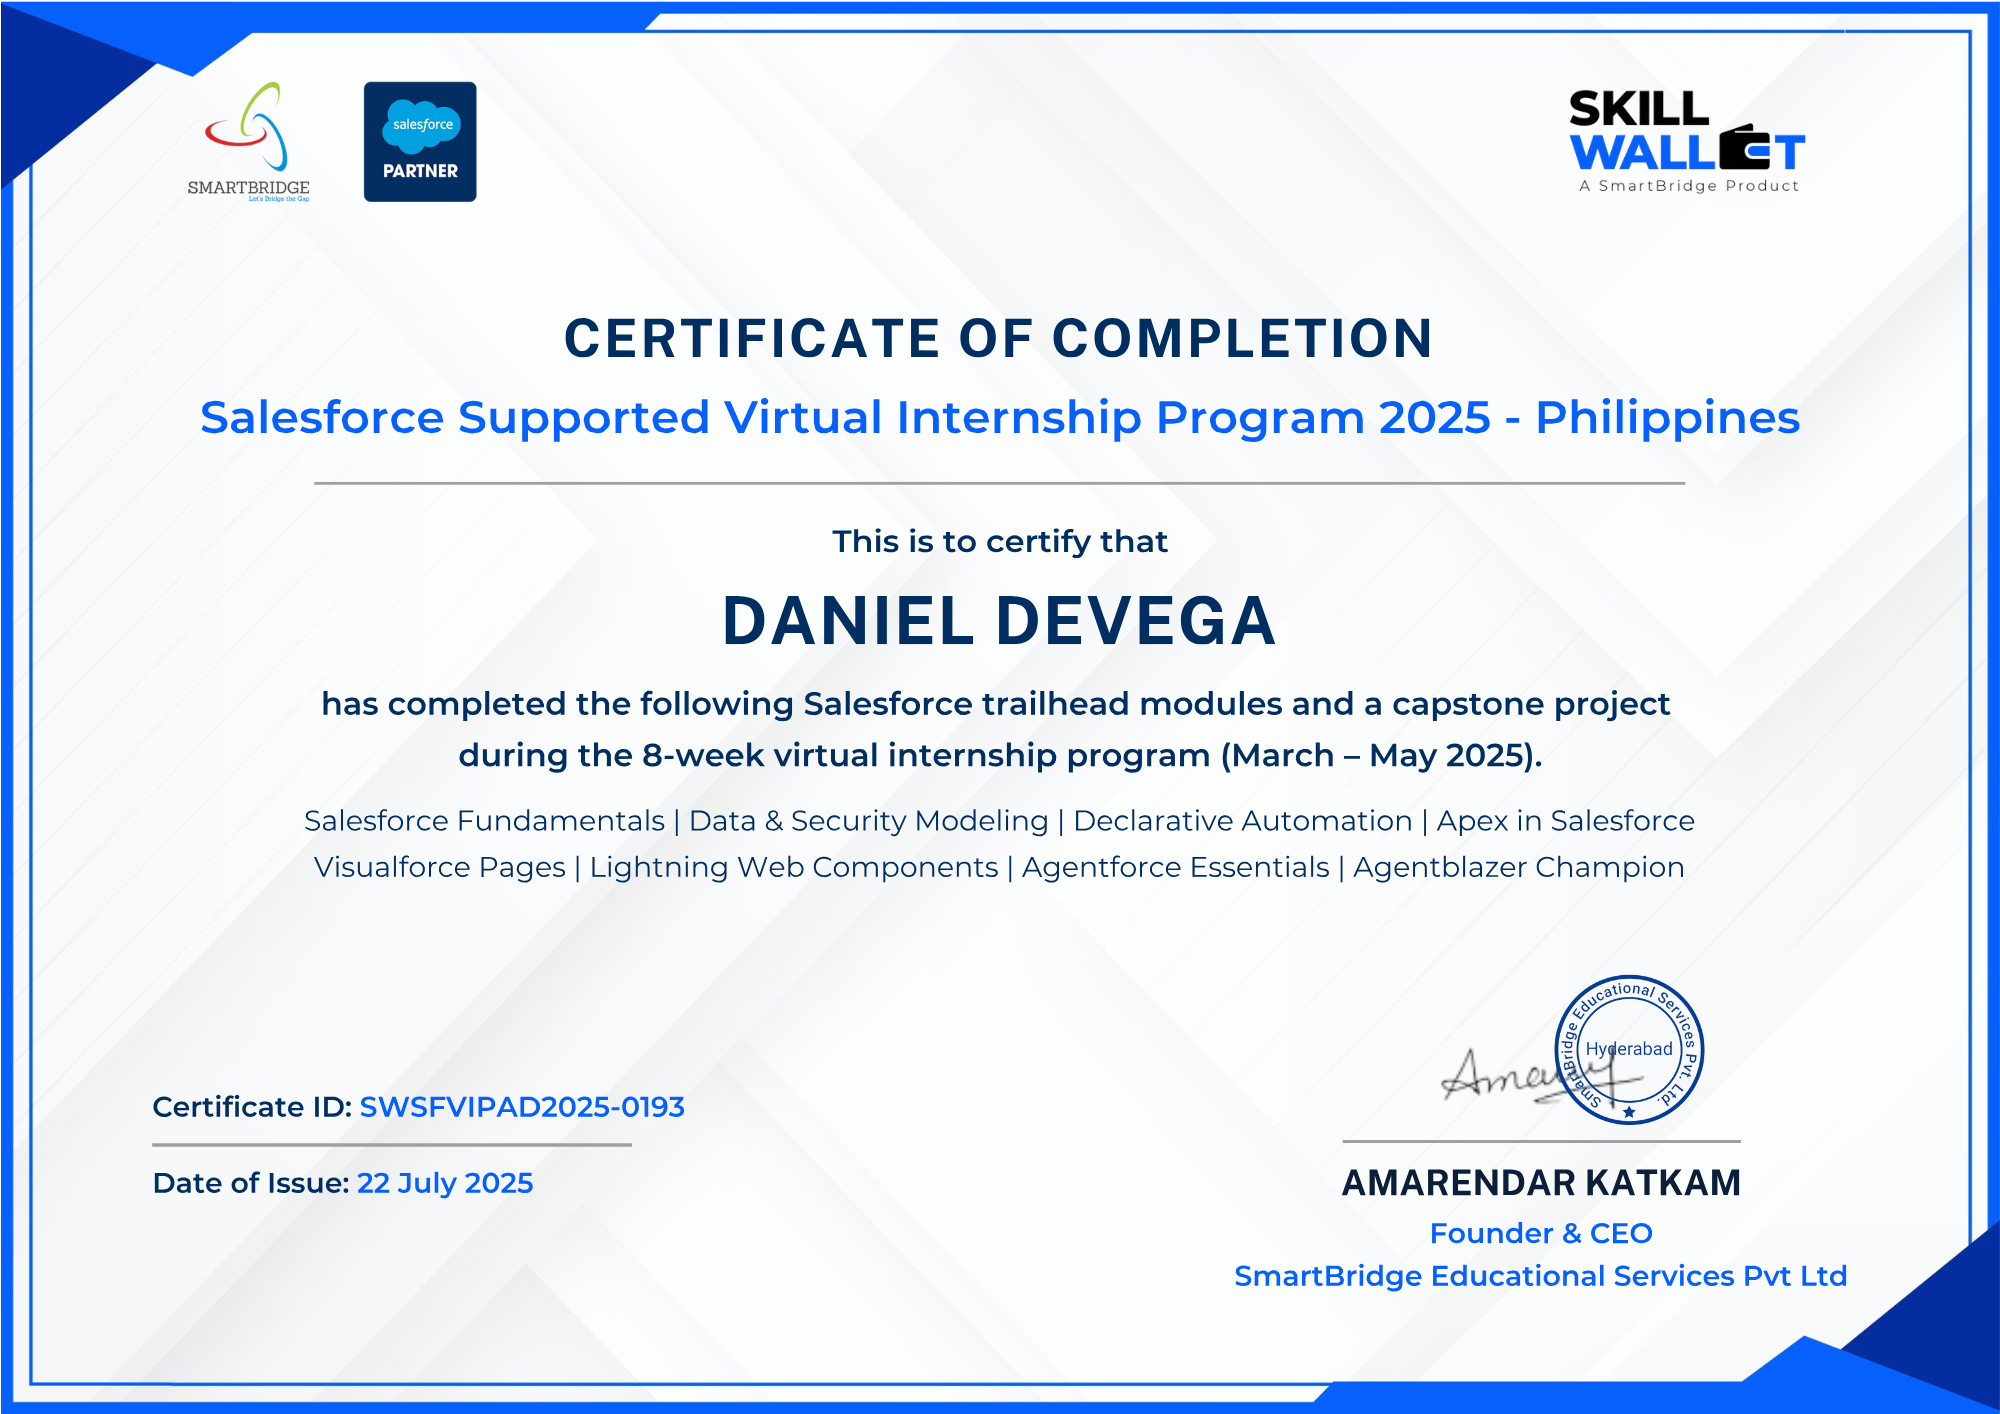 SMARTBRIDGE
Let's Bridge the Gap
salesforce
PARTNER
SKILL
WALLET
A SmartBridge Product
CERTIFICATE OF COMPLETION
Salesforce Supported Virtual Internship Program 2025 - Philippines
This is to certify that
DANIEL DEVEGA
has completed the following Salesforce trailhead modules and a capstone project
during the 8-week virtual internship program (March – May 2025).
Salesforce Fundamentals | Data & Security Modeling | Declarative Automation | Apex in Salesforce
Visualforce Pages | Lightning Web Components | Agentforce Essentials | Agentblazer Champion
Certificate ID: SWSFVIPAD2025-0193
Date of Issue: 22 July 2025
SmartBridge Educational Services Pvt. Ltd.
Hyderabad
AMARENDAR KATKAM
Founder & CEO
SmartBridge Educational Services Pvt Ltd